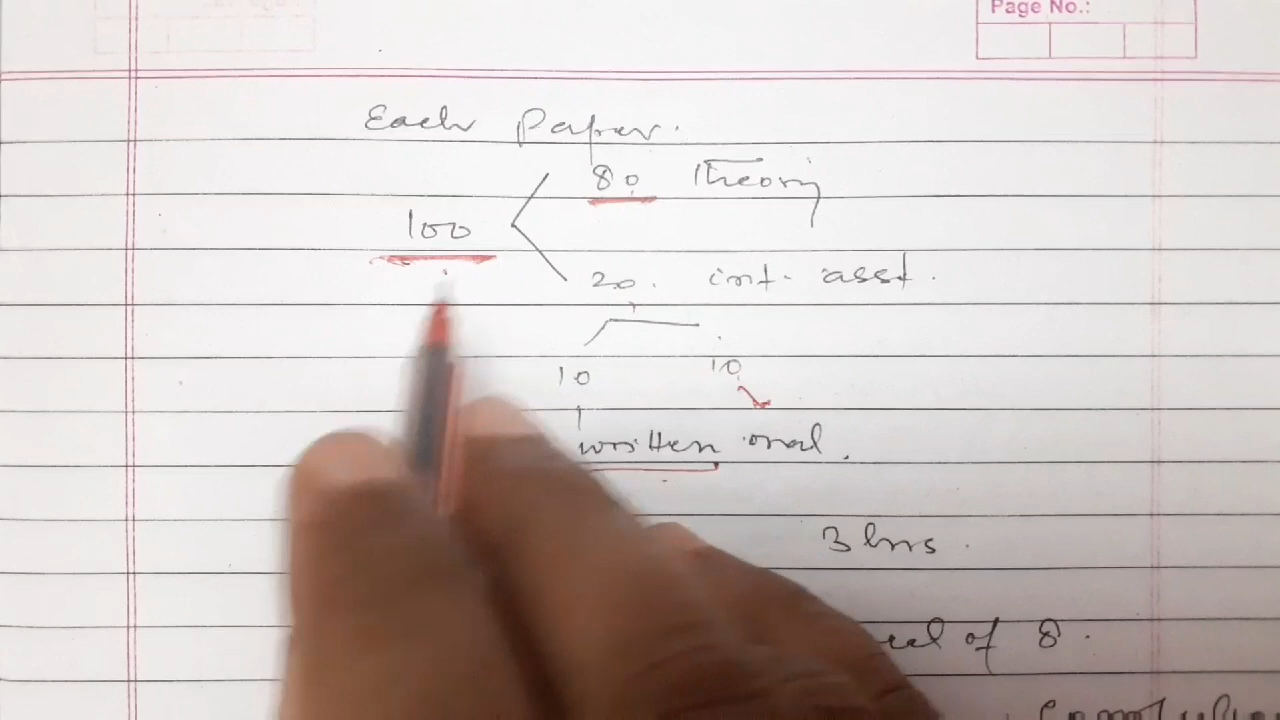 Page No.:
Each Paper.
80 Theory
100
20. int. asst.
10 10
written oral.
3 hrs.
of 8.